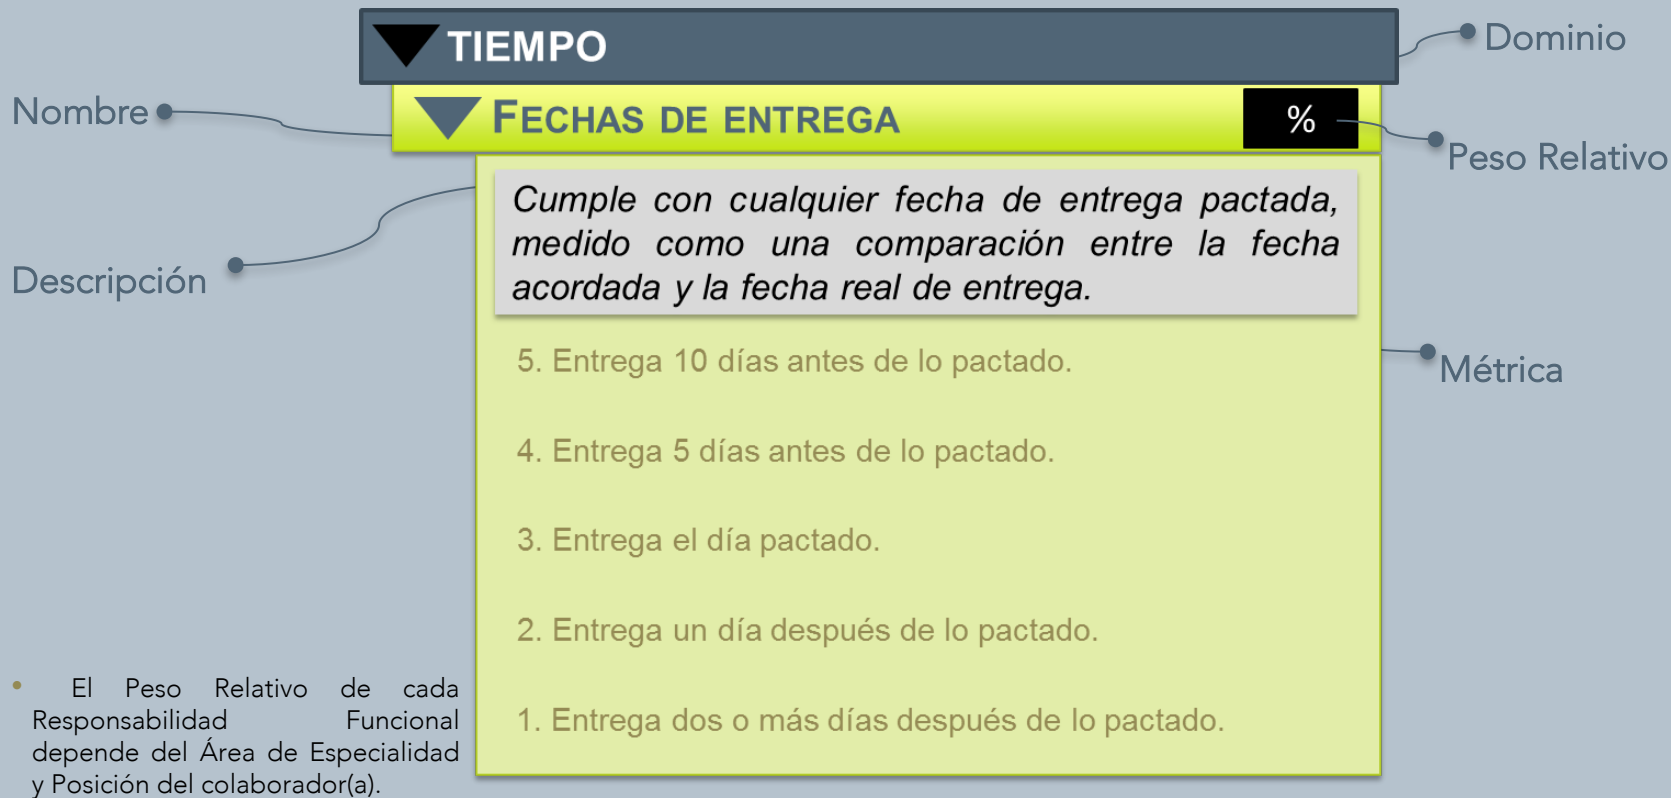 TIEMPO
Dominio
Nombre
FECHAS DE ENTREGA
%
Peso Relativo
Cumple con cualquier fecha de entrega pactada,
medido como una comparación entre la fecha
acordada y la fecha real de entrega.
Descripción
5. Entrega 10 días antes de lo pactado.
Métrica
4. Entrega 5 días antes de lo pactado.
3. Entrega el día pactado.
2. Entrega un día después de lo pactado.
1. Entrega dos o más días después de lo pactado.
• El Peso Relativo de cada
Responsabilidad Funcional
depende del Área de Especialidad
y Posición del colaborador(a).